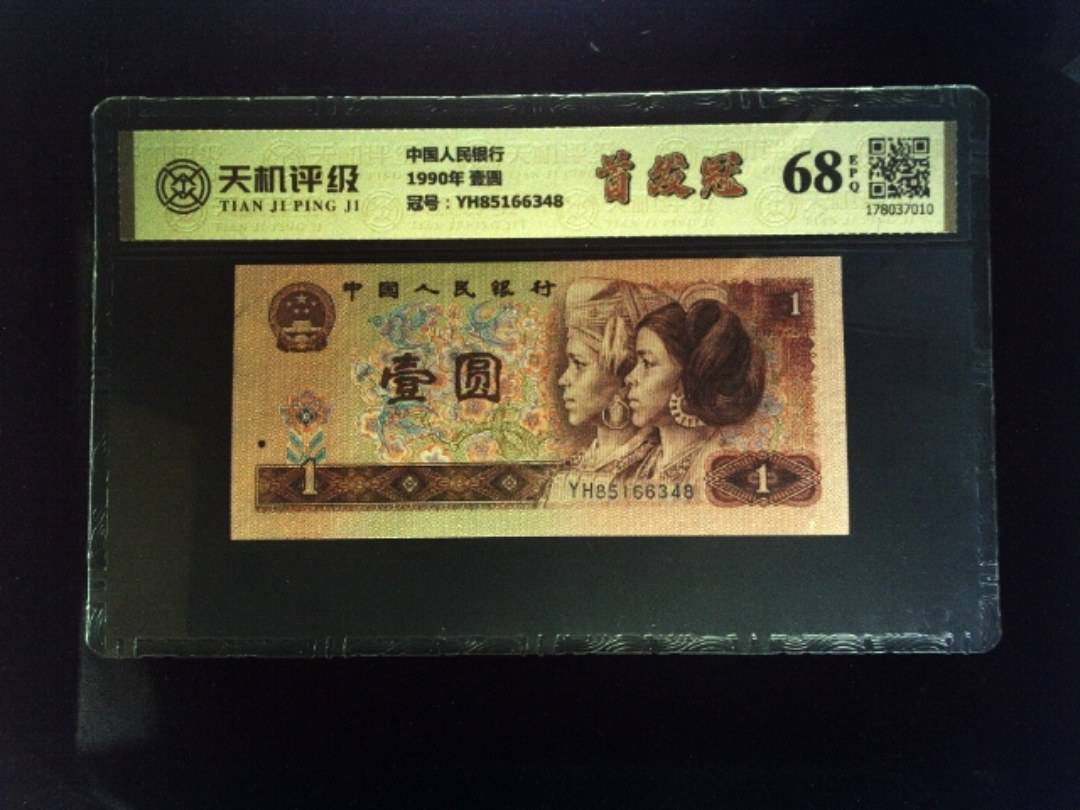 天机评级
TIAN JI PING JI
中国人民银行
1990年 壹圆
冠号：YH85166348
首发冠
68
EPQ
178037010
中国人民银行
1
壹圆
1
YH85166348
1